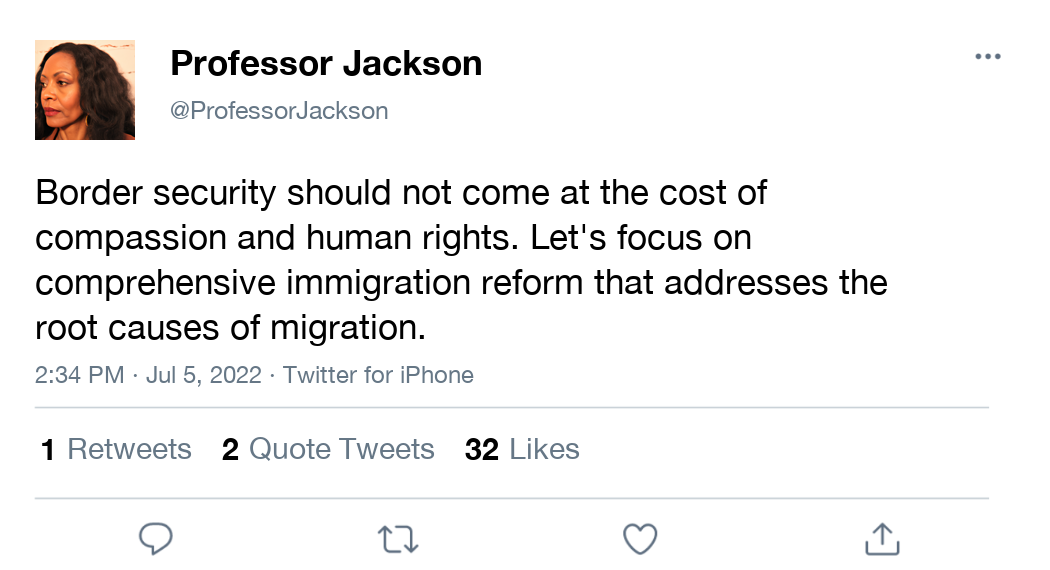 Professor Jackson
@ProfessorJackson
Border security should not come at the cost of
compassion and human rights. Let's focus on
comprehensive immigration reform that addresses the
root causes of migration.
2:34 PM · Jul 5, 2022 · Twitter for iPhone
1 Retweets 2 Quote Tweets 32 Likes